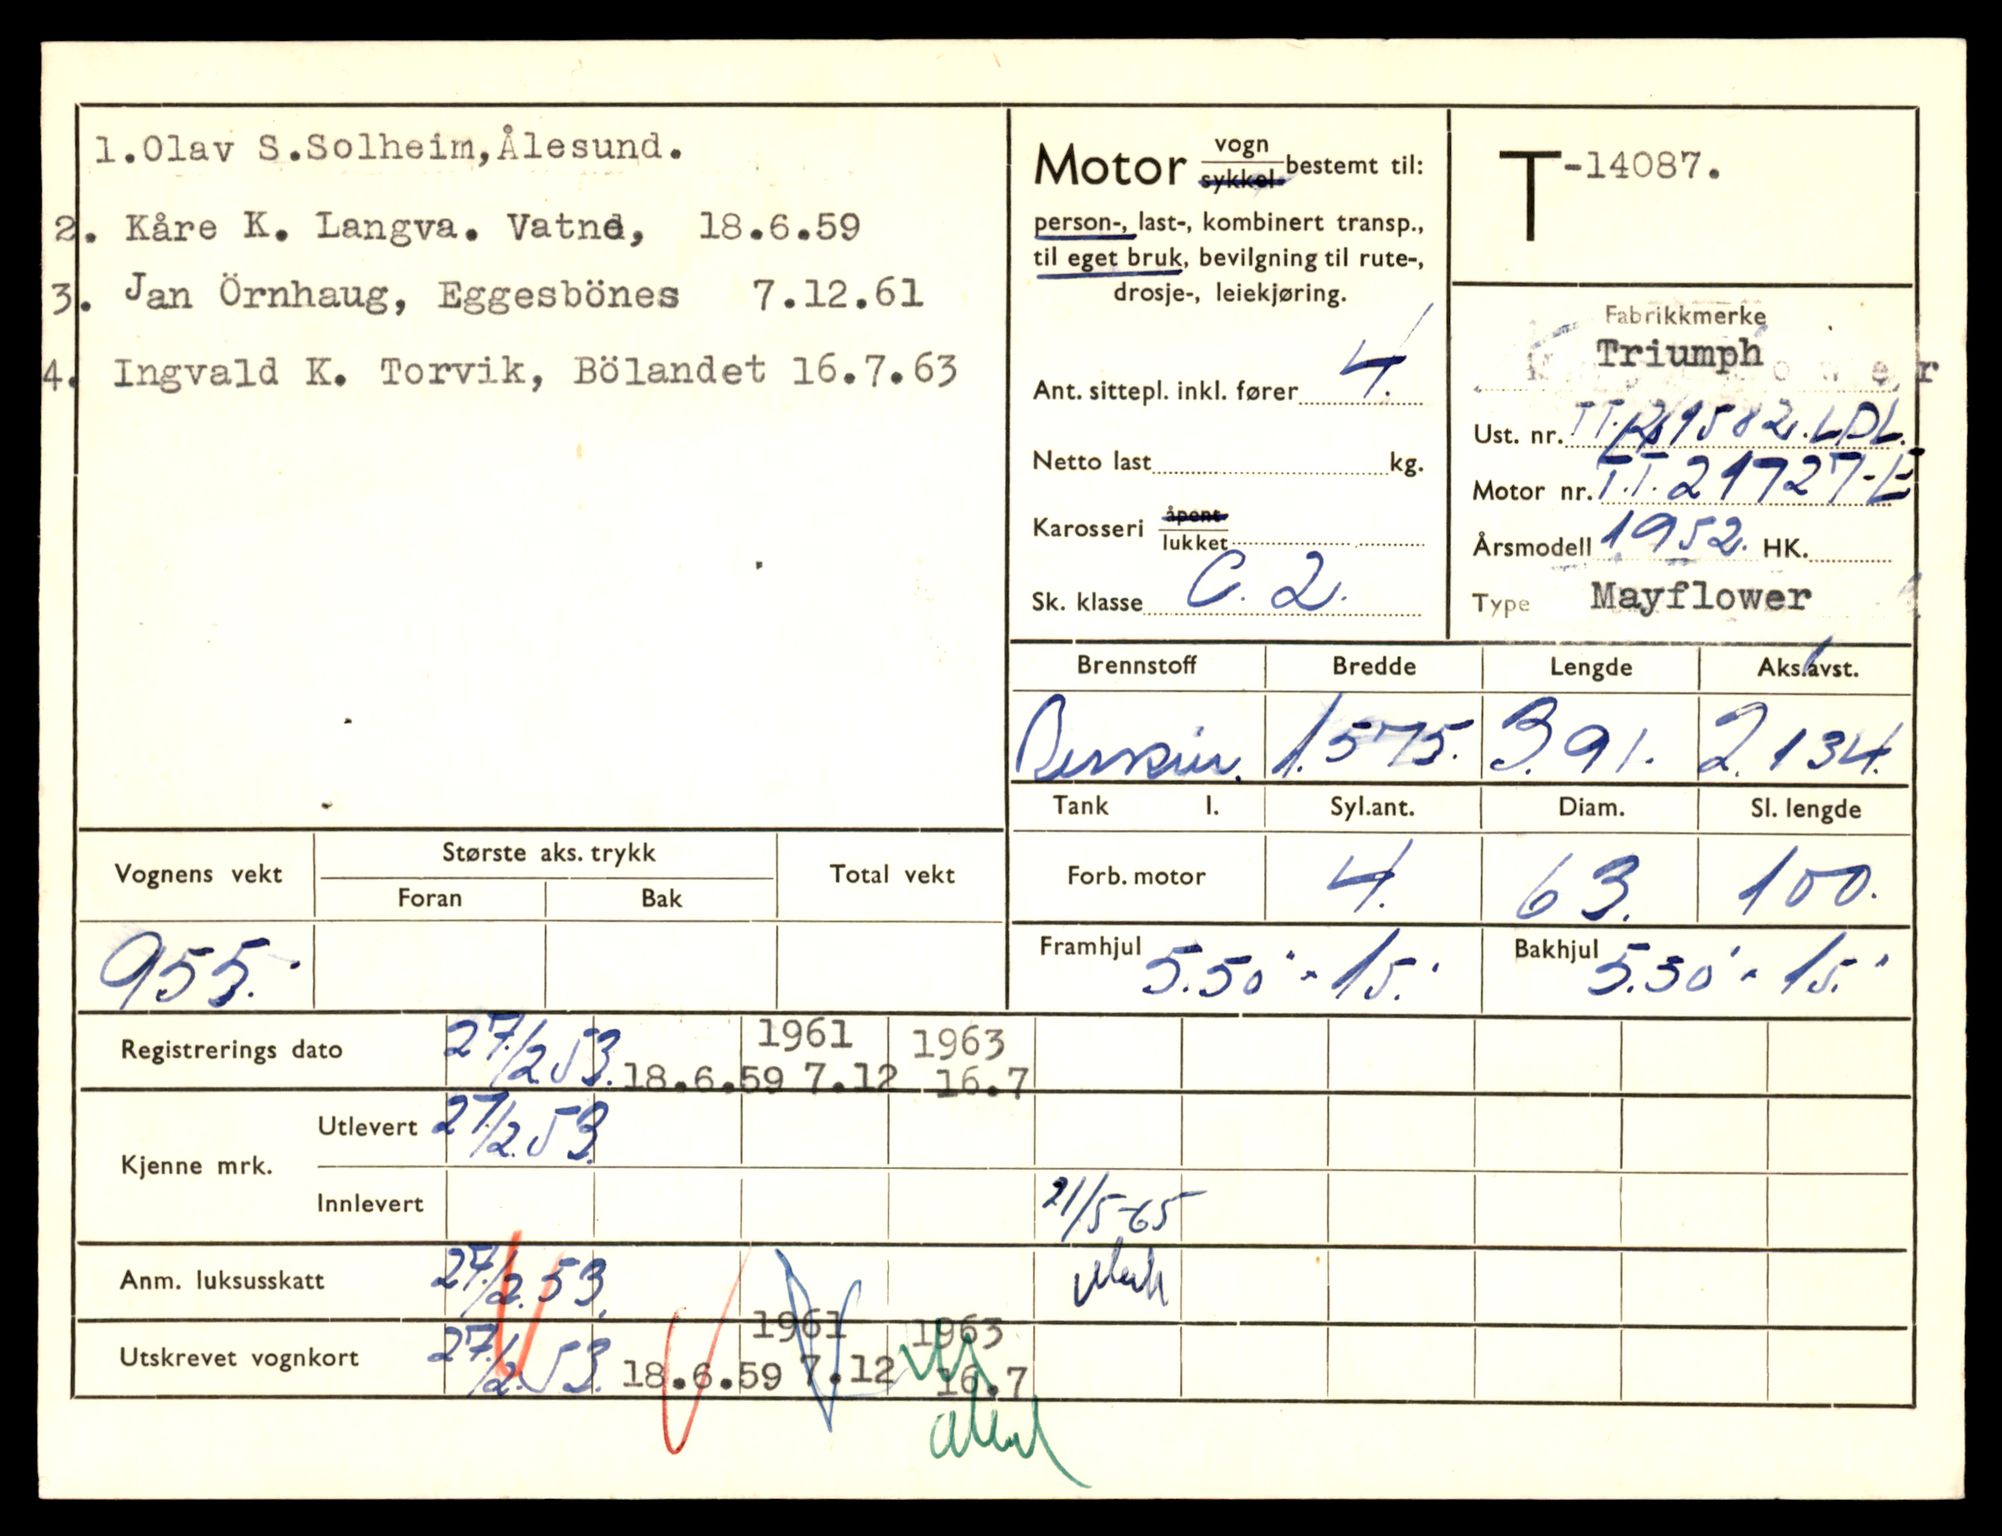 1.Olav S.Solheim,Ålesund.
2. Kåre K. Langva. Vatne, 18.6.59
3. Jan Örnhaug, Eggesbönes 7.12.61
4. Ingvald K. Torvik, Bölandet 16.7.63
Motor vogn sykkel bestemt til:
person-, last-, kombinert transp.,
til eget bruk, bevilgning til rute-,
drosje-, leiekjøring.
Ant. sittepl. inkl. fører 4.
Netto last kg.
Karosseri åpent lukket
Sk. klasse C. 2.
T-14087.
Fabrikkmerke
Triumph
Ust. nr. 1582.LDL.
Motor nr. T.T. 21727-E
Årsmodell 1952. HK.
Type Mayflower
Brennstoff Bredde Lengde Aks.avst.
Bensin. 1.575. 3.91. 2.134.
Tank l. Syl.ant. Diam. Sl. lengde
Forb. motor 4. 63. 100.
Framhjul 5.50"-15." Bakhjul 5.50"-15."
Vognens vekt Største aks. trykk Total vekt
Foran Bak
955.
Registrerings dato 27/2.53. 18.6.59 1961 7.12 1963 16.7
Kjenne mrk. Utlevert 27/2.53.
Innlevert 21/5-65
Anm. luksusskatt 27/2.53.
Utskrevet vognkort 27/2.53. 18.6.59 1961 7.12 1963 16.7